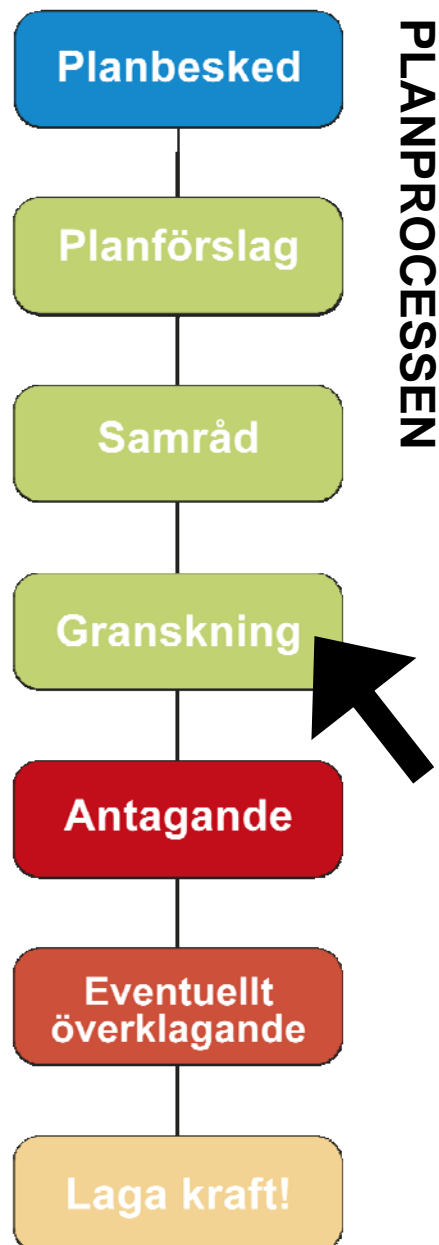 PLANPROCESSEN
Planbesked
Planförslag
Samråd
Granskning
Antagande
Eventuellt
överklagande
Laga kraft!